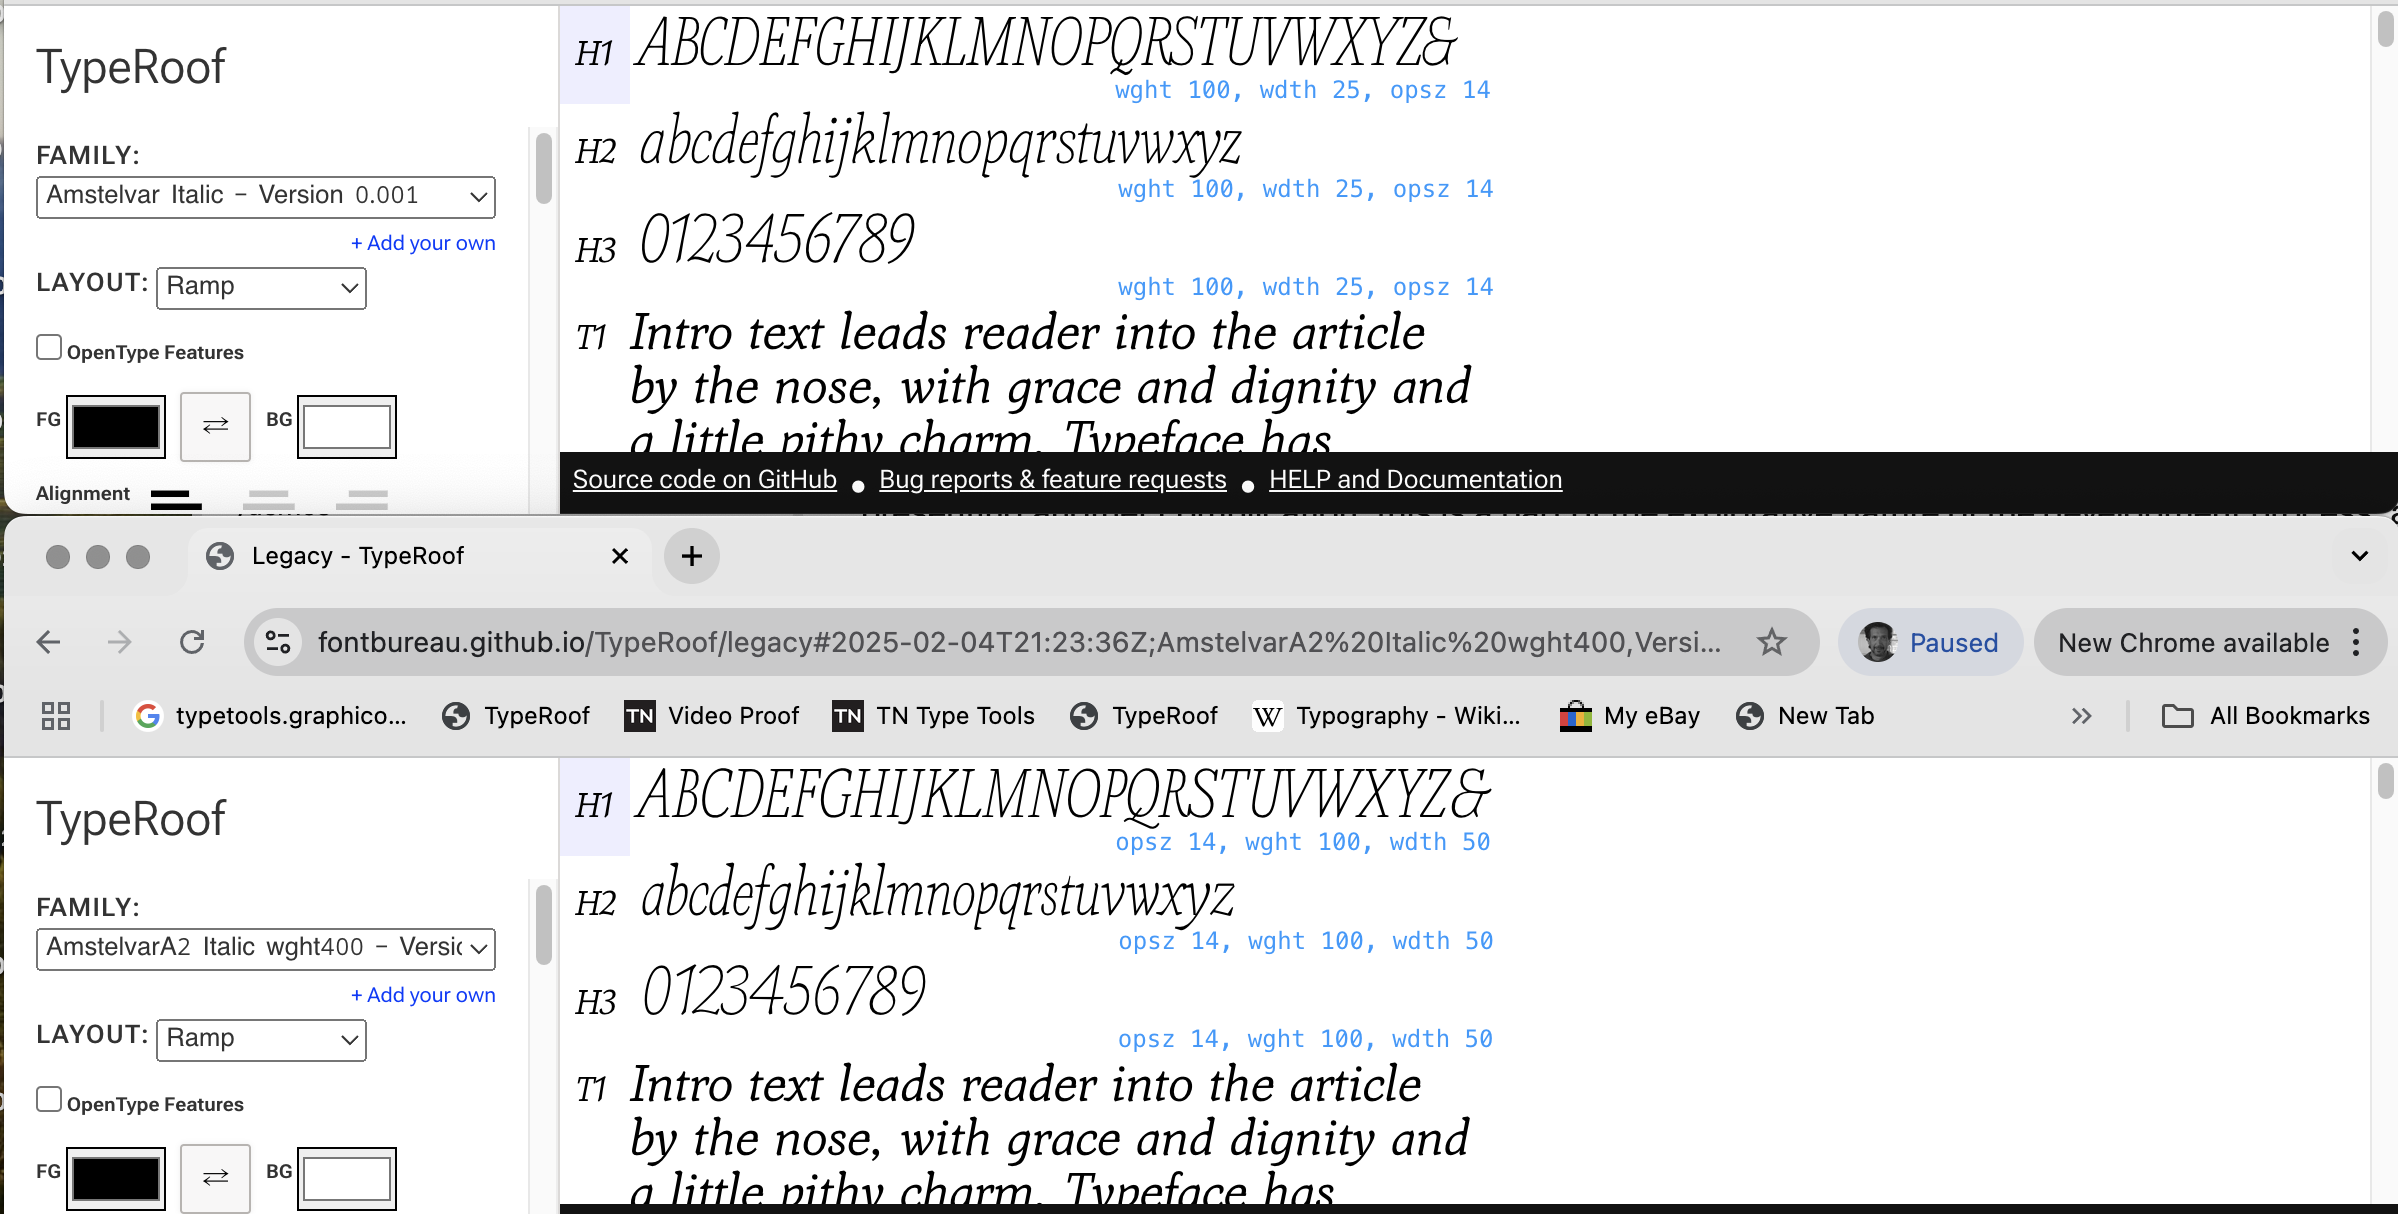 TypeRoof
FAMILY:
Amstelvar Italic - Version 0.001
+ Add your own
LAYOUT: Ramp
OpenType Features
FG
BG
Alignment
H1 ABCDEFGHIJKLMNOPQRSTUVWXYZ&
wght 100, wdth 25, opsz 14
H2 abcdefghijklmnopqrstuvwxyz
wght 100, wdth 25, opsz 14
H3 0123456789
wght 100, wdth 25, opsz 14
T1 Intro text leads reader into the article
by the nose, with grace and dignity and
a little pithy charm. Typeface has
Source code on GitHub ● Bug reports & feature requests ● HELP and Documentation
Legacy - TypeRoof
fontbureau.github.io/TypeRoof/legacy#2025-02-04T21:23:36Z;AmstelvarA2%20Italic%20wght400,Versi...
Paused
New Chrome available
typetools.graphico... TypeRoof TN Video Proof TN TN Type Tools TypeRoof W Typography - Wiki... My eBay New Tab » All Bookmarks
TypeRoof
FAMILY:
AmstelvarA2 Italic wght400 - Versic
+ Add your own
LAYOUT: Ramp
OpenType Features
FG
BG
H1 ABCDEFGHIJKLMNOPQRSTUVWXYZ&
opsz 14, wght 100, wdth 50
H2 abcdefghijklmnopqrstuvwxyz
opsz 14, wght 100, wdth 50
H3 0123456789
opsz 14, wght 100, wdth 50
T1 Intro text leads reader into the article
by the nose, with grace and dignity and
a little pithy charm. Typeface has